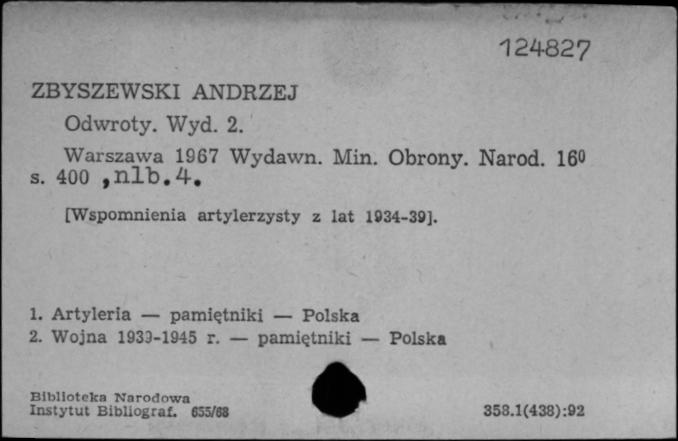 124827
ZBYSZEWSKI ANDRZEJ
Odwroty. Wyd. 2.
Warszawa 1967 Wydawn. Min. Obrony. Narod. 16⁰
s. 400 ,nlb.4.
[Wspomnienia artylerzysty z lat 1934-39].
1. Artyleria — pamiętniki — Polska
2. Wojna 1939-1945 r. — pamiętniki — Polska
Biblioteka Narodowa
Instytut Bibliograf. 655/68
358.1(438):92